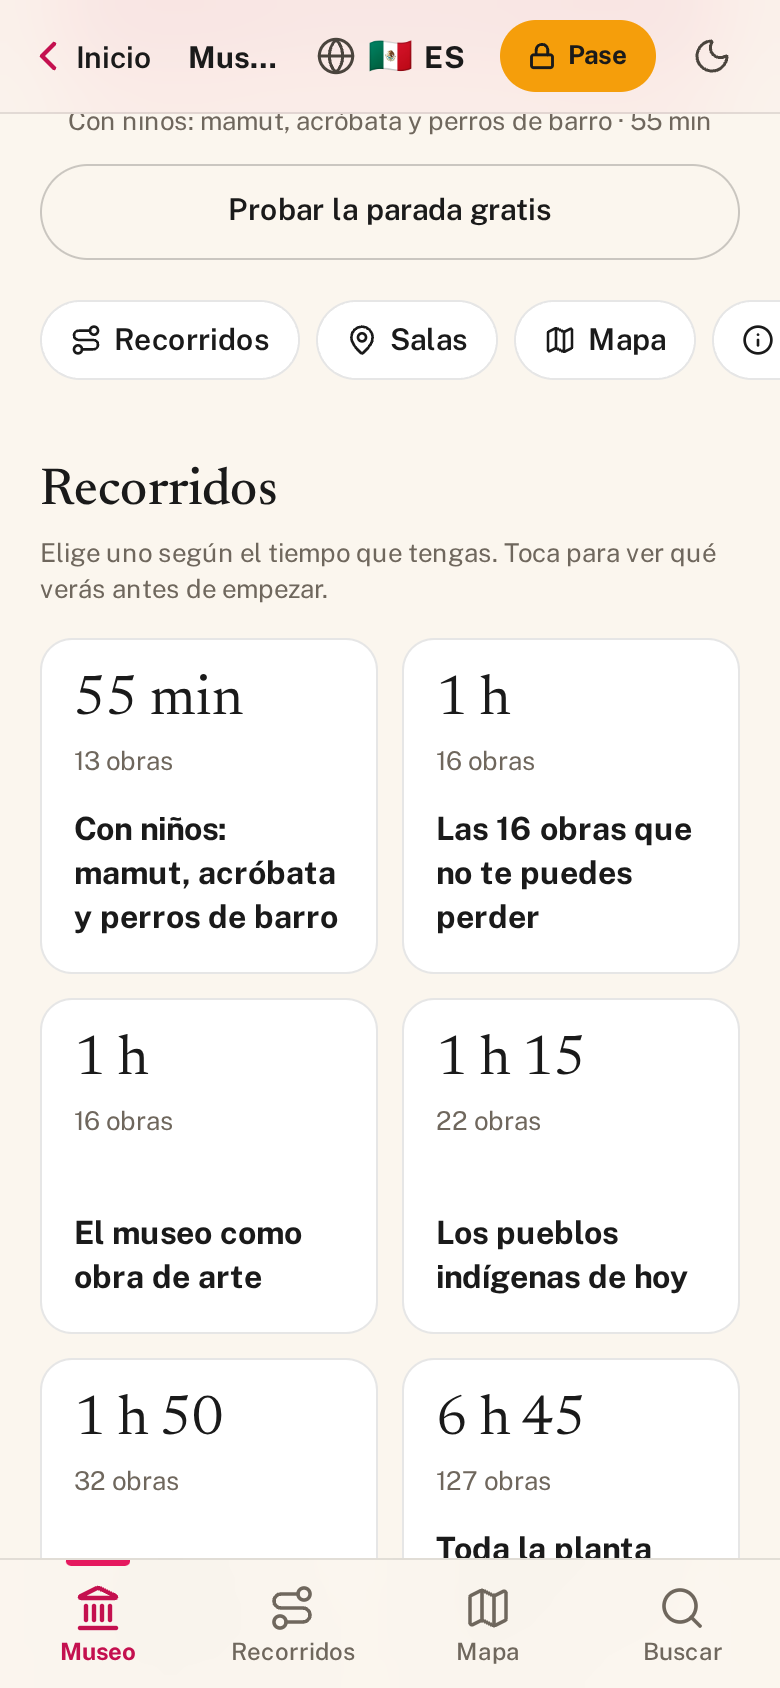 Inicio Mus... ES Pase
Con niños: mamut, acróbata y perros de barro · 55 min
Probar la parada gratis
Recorridos Salas Mapa
Recorridos
Elige uno según el tiempo que tengas. Toca para ver qué
verás antes de empezar.
55 min
13 obras
Con niños:
mamut, acróbata
y perros de barro
1 h
16 obras
Las 16 obras que
no te puedes
perder
1 h
16 obras
El museo como
obra de arte
1 h 15
22 obras
Los pueblos
indígenas de hoy
1 h 50
32 obras
6 h 45
127 obras
Toda la planta
Museo Recorridos Mapa Buscar